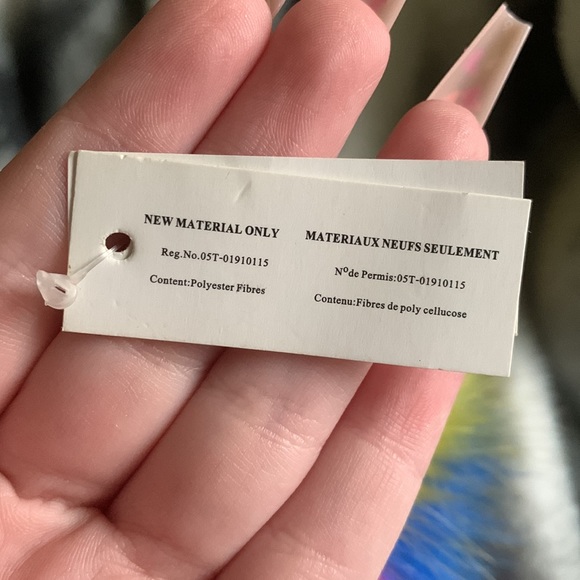 NEW MATERIAL ONLY
Reg.No.05T-01910115
Content:Polyester Fibres
MATERIAUX NEUFS SEULEMENT
Nºde Permis:05T-01910115
Contenu:Fibres de poly cellucose